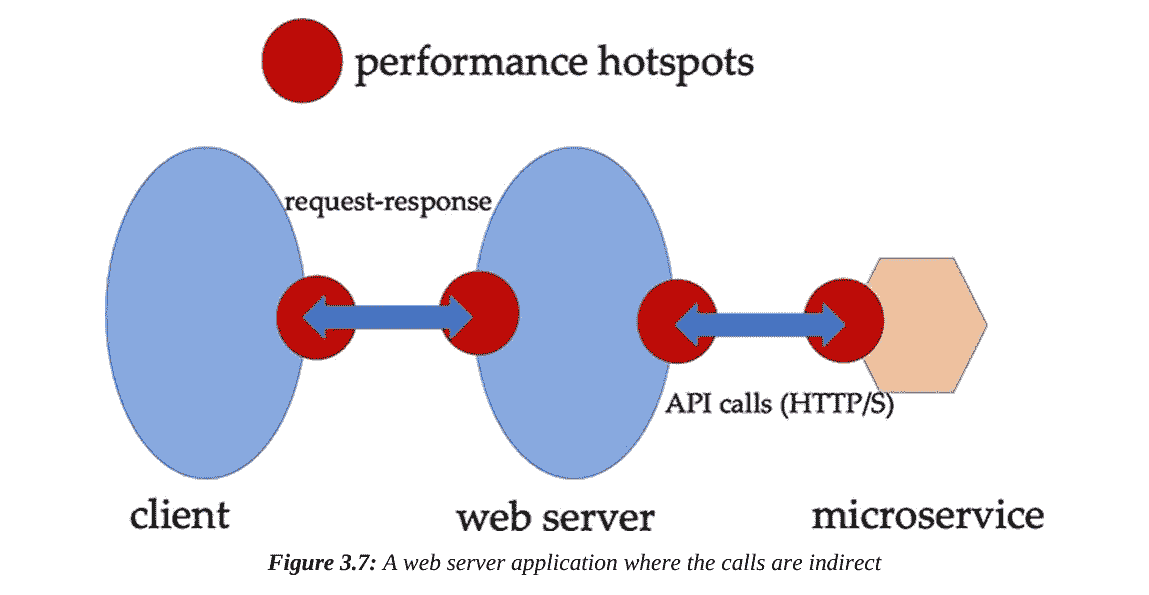 performance hotspots
request-response
API calls (HTTP/S)
client
web server
microservice
Figure 3.7: A web server application where the calls are indirect